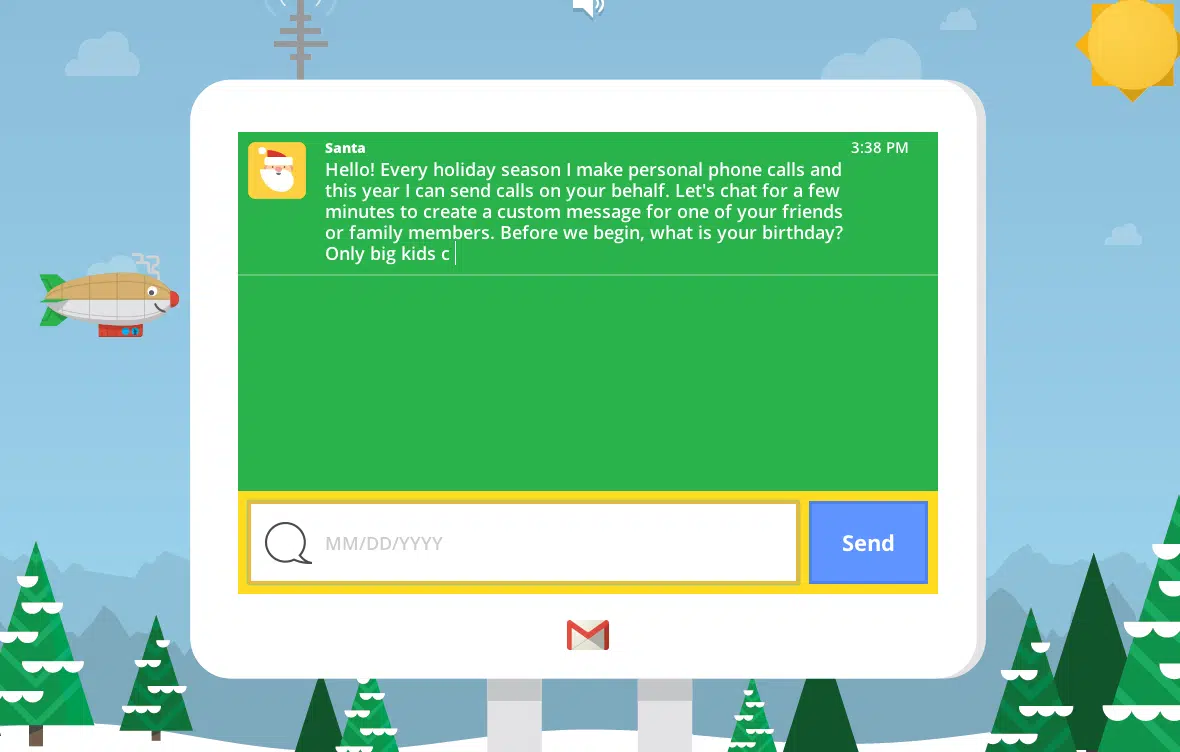 Santa
3:38 PM
Hello! Every holiday season I make personal phone calls and
this year I can send calls on your behalf. Let's chat for a few
minutes to create a custom message for one of your friends
or family members. Before we begin, what is your birthday?
Only big kids c
MM/DD/YYYY
Send